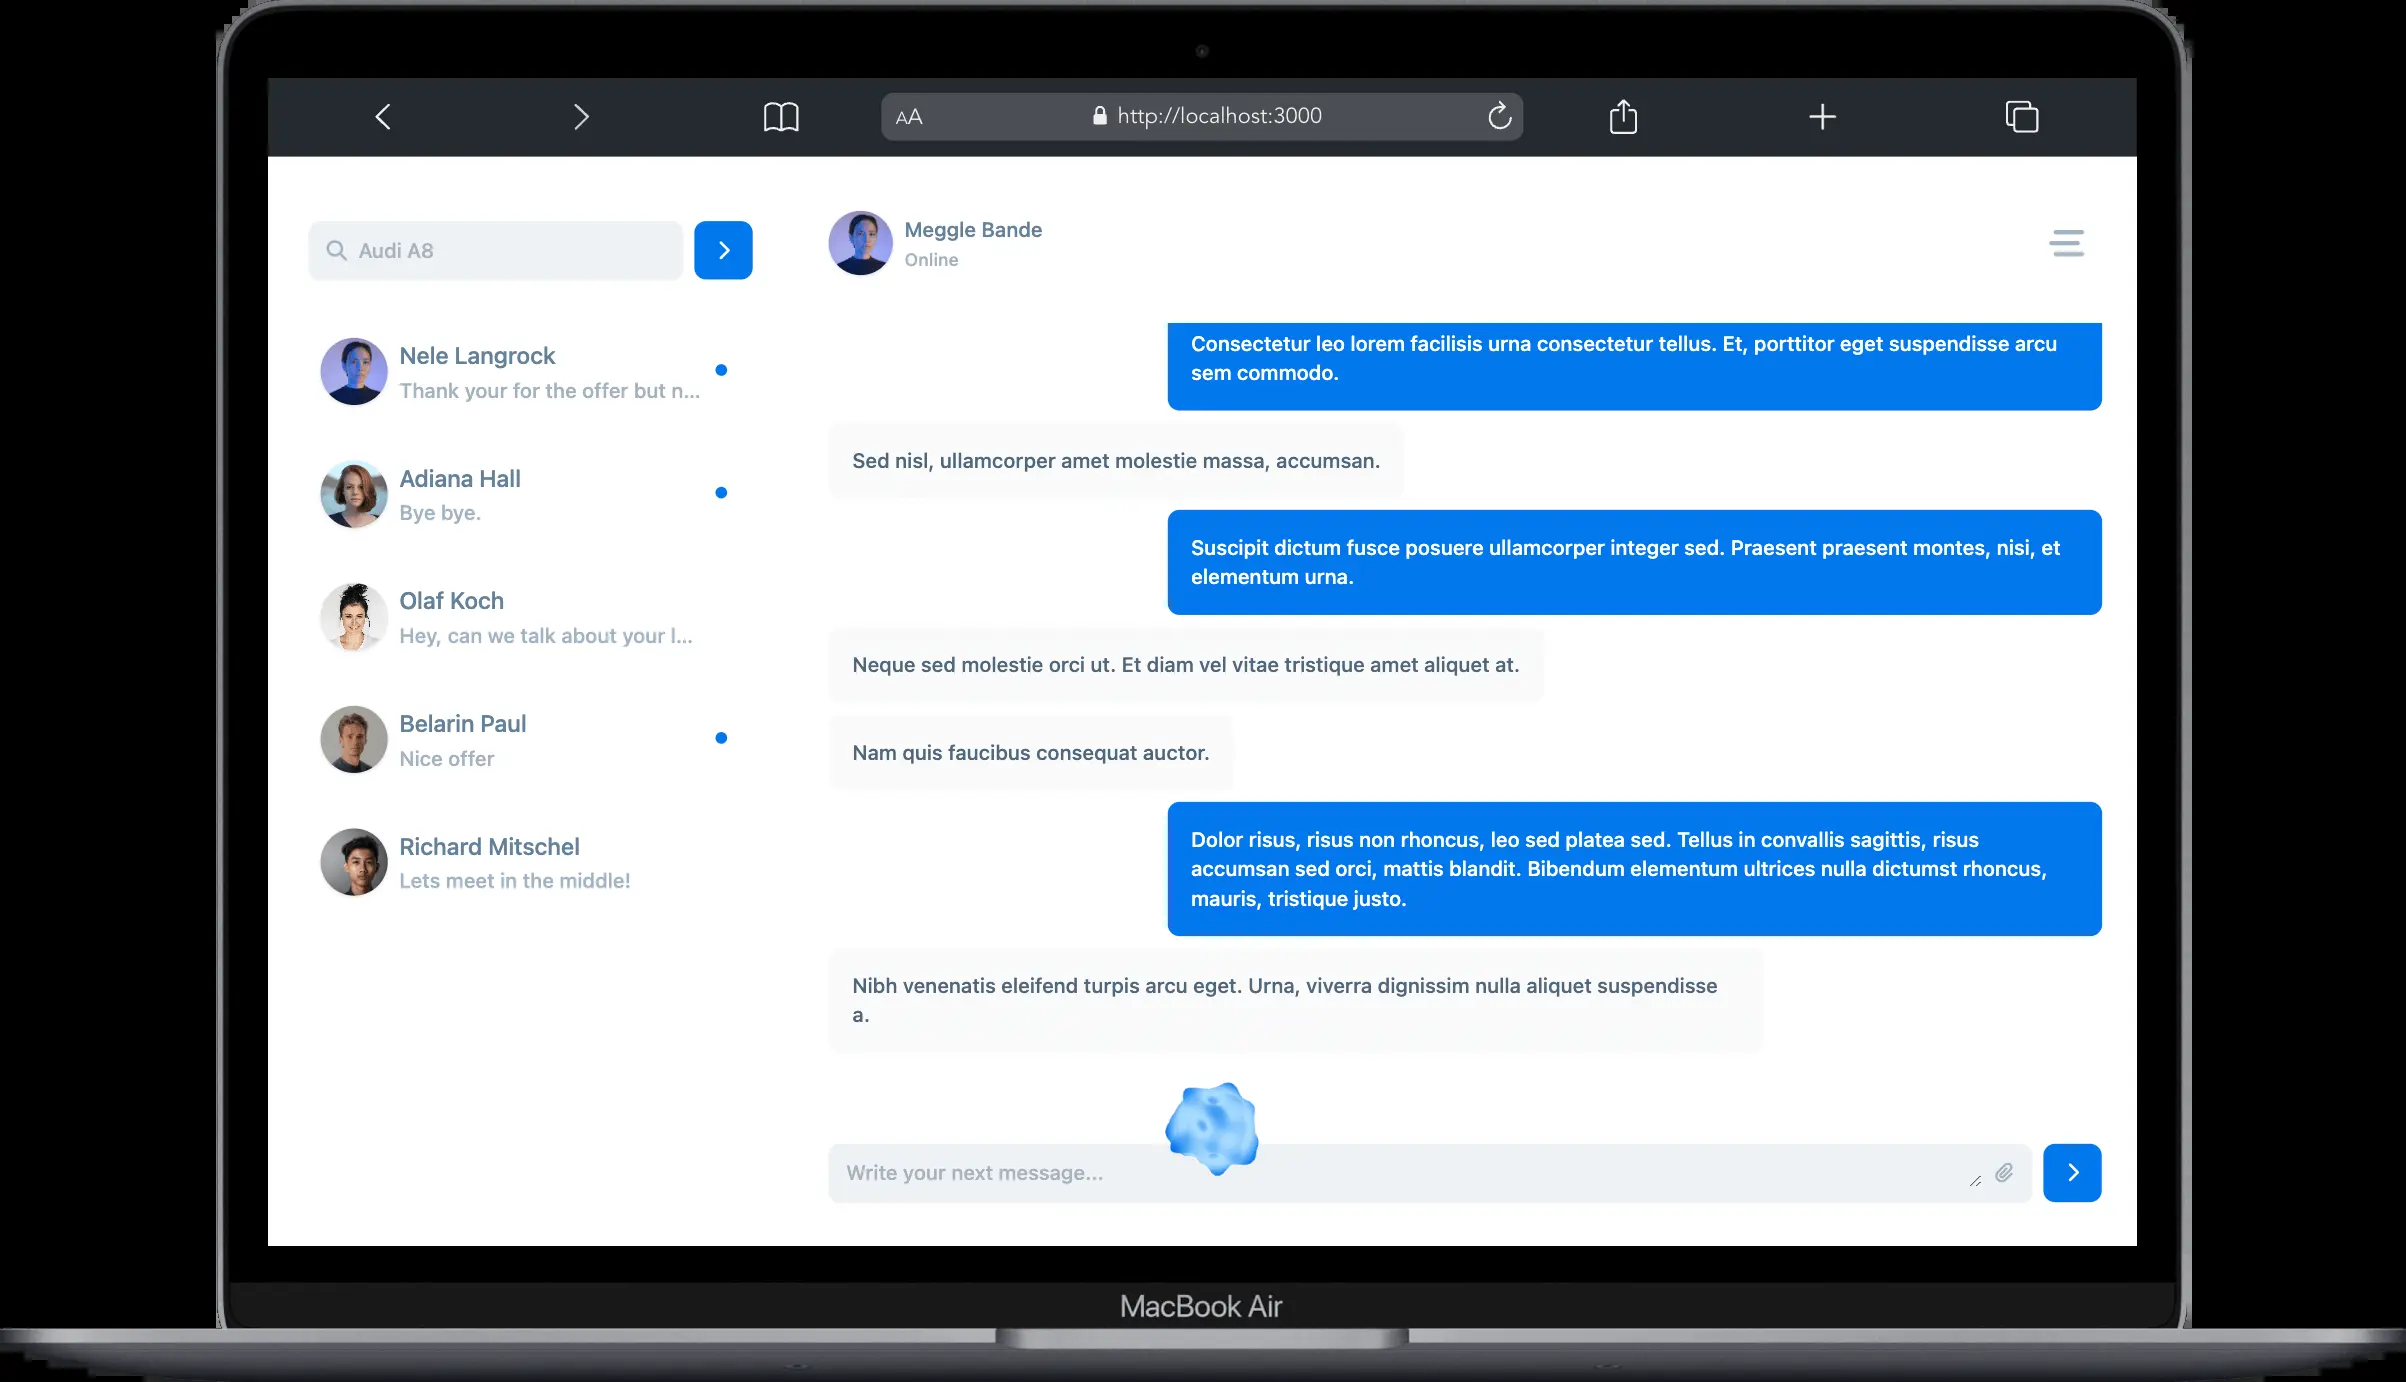 AA
http://localhost:3000
Audi A8
Nele Langrock
Thank your for the offer but n...
Adiana Hall
Bye bye.
Olaf Koch
Hey, can we talk about your l...
Belarin Paul
Nice offer
Richard Mitschel
Lets meet in the middle!
Meggle Bande
Online
Consectetur leo lorem facilisis urna consectetur tellus. Et, porttitor eget suspendisse arcu
sem commodo.
Sed nisl, ullamcorper amet molestie massa, accumsan.
Suscipit dictum fusce posuere ullamcorper integer sed. Praesent praesent montes, nisi, et
elementum urna.
Neque sed molestie orci ut. Et diam vel vitae tristique amet aliquet at.
Nam quis faucibus consequat auctor.
Dolor risus, risus non rhoncus, leo sed platea sed. Tellus in convallis sagittis, risus
accumsan sed orci, mattis blandit. Bibendum elementum ultrices nulla dictumst rhoncus,
mauris, tristique justo.
Nibh venenatis eleifend turpis arcu eget. Urna, viverra dignissim nulla aliquet suspendisse
a.
Write your next message...
MacBook Air